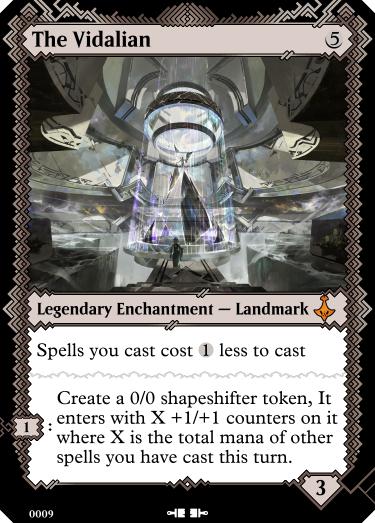 The Vidalian 5
Legendary Enchantment — Landmark
Spells you cast cost 1 less to cast
Create a 0/0 shapeshifter token, It
enters with X +1/+1 counters on it
1 : where X is the total mana of other
spells you have cast this turn.
3
0009